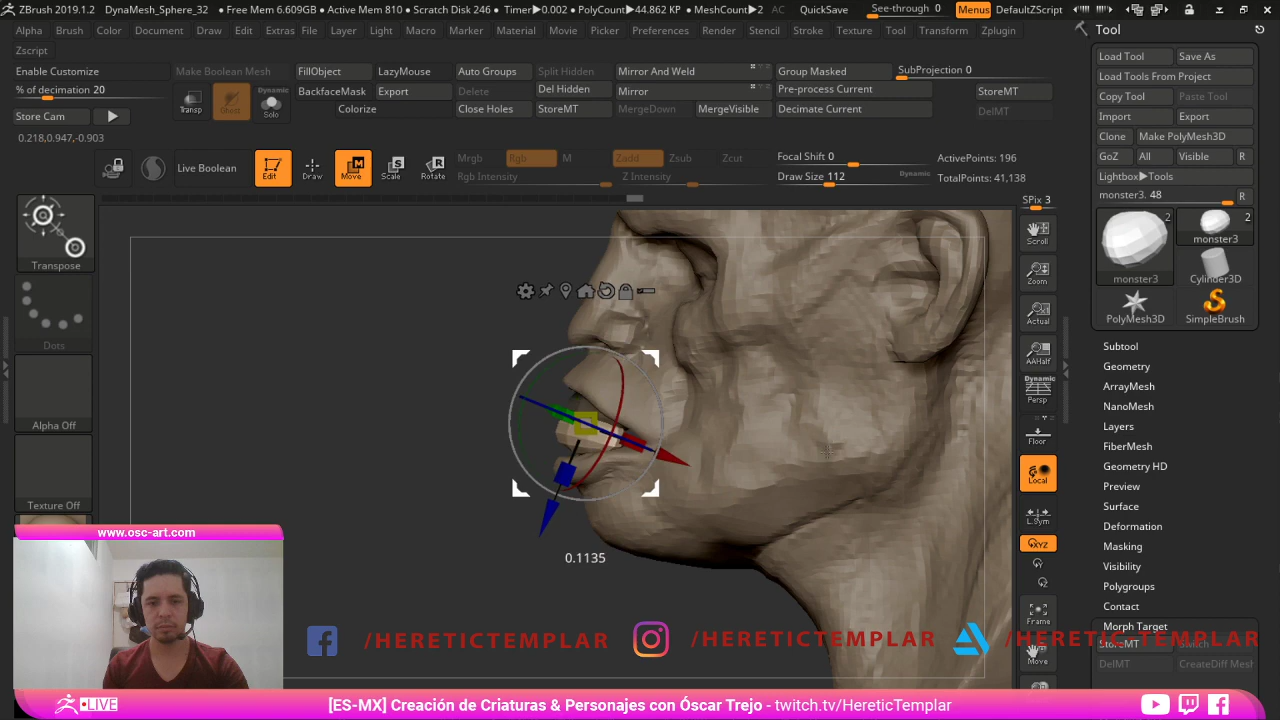 ZBrush 2019.1.2 DynaMesh_Sphere_32 • Free Mem 6.609GB • Active Mem 810 • Scratch Disk 246 • Timer▶0.002 • PolyCount▶44.862 KP • MeshCount▶2 AC QuickSave See-through 0 Menus DefaultZScript
Alpha Brush Color Document Draw Edit Extras File Layer Light Macro Marker Material Movie Picker Preferences Render Stencil Stroke Texture Tool Transform Zplugin
Zscript
Enable Customize
% of decimation 20
Store Cam
0.218,0.947,-0.903
Transp
Ghost
Dynamic
Solo
Make Boolean Mesh
FillObject
LazyMouse
Auto Groups
Split Hidden
Mirror And Weld
Group Masked
SubProjection 0
BackfaceMask
Export
Delete
Del Hidden
Mirror
Pre-process Current
StoreMT
Colorize
Close Holes
StoreMT
MergeDown
MergeVisible
Decimate Current
DelMT
Live Boolean
Edit
Draw
Move
Scale
Rotate
Mrgb
Rgb
M
Rgb Intensity
Zadd
Zsub
Zcut
Z Intensity
Focal Shift 0
Draw Size 112
Dynamic
ActivePoints: 196
TotalPoints: 41,138
Transpose
Dots
Alpha Off
Texture Off
0.1135
SPix 3
Scroll
Zoom
Actual
AAHalf
Dynamic
Persp
Floor
Local
L.Sym
XYZ
Frame
Move
Tool
Load Tool
Save As
Load Tools From Project
Copy Tool
Paste Tool
Import
Export
Clone
Make PolyMesh3D
GoZ
All
Visible
R
Lightbox▶Tools
monster3. 48
R
2
monster3
2
monster3
Cylinder3D
PolyMesh3D
SimpleBrush
Subtool
Geometry
ArrayMesh
NanoMesh
Layers
FiberMesh
Geometry HD
Preview
Surface
Deformation
Masking
Visibility
Polygroups
Contact
Morph Target
StoreMT
Switch
DelMT
CreateDiff Mesh
www.osc-art.com
/HERETICTEMPLAR
/HERETICTEMPLAR
/HERETIC-TEMPLAR
LIVE
[ES-MX] Creación de Criaturas & Personajes con Óscar Trejo - twitch.tv/HereticTemplar